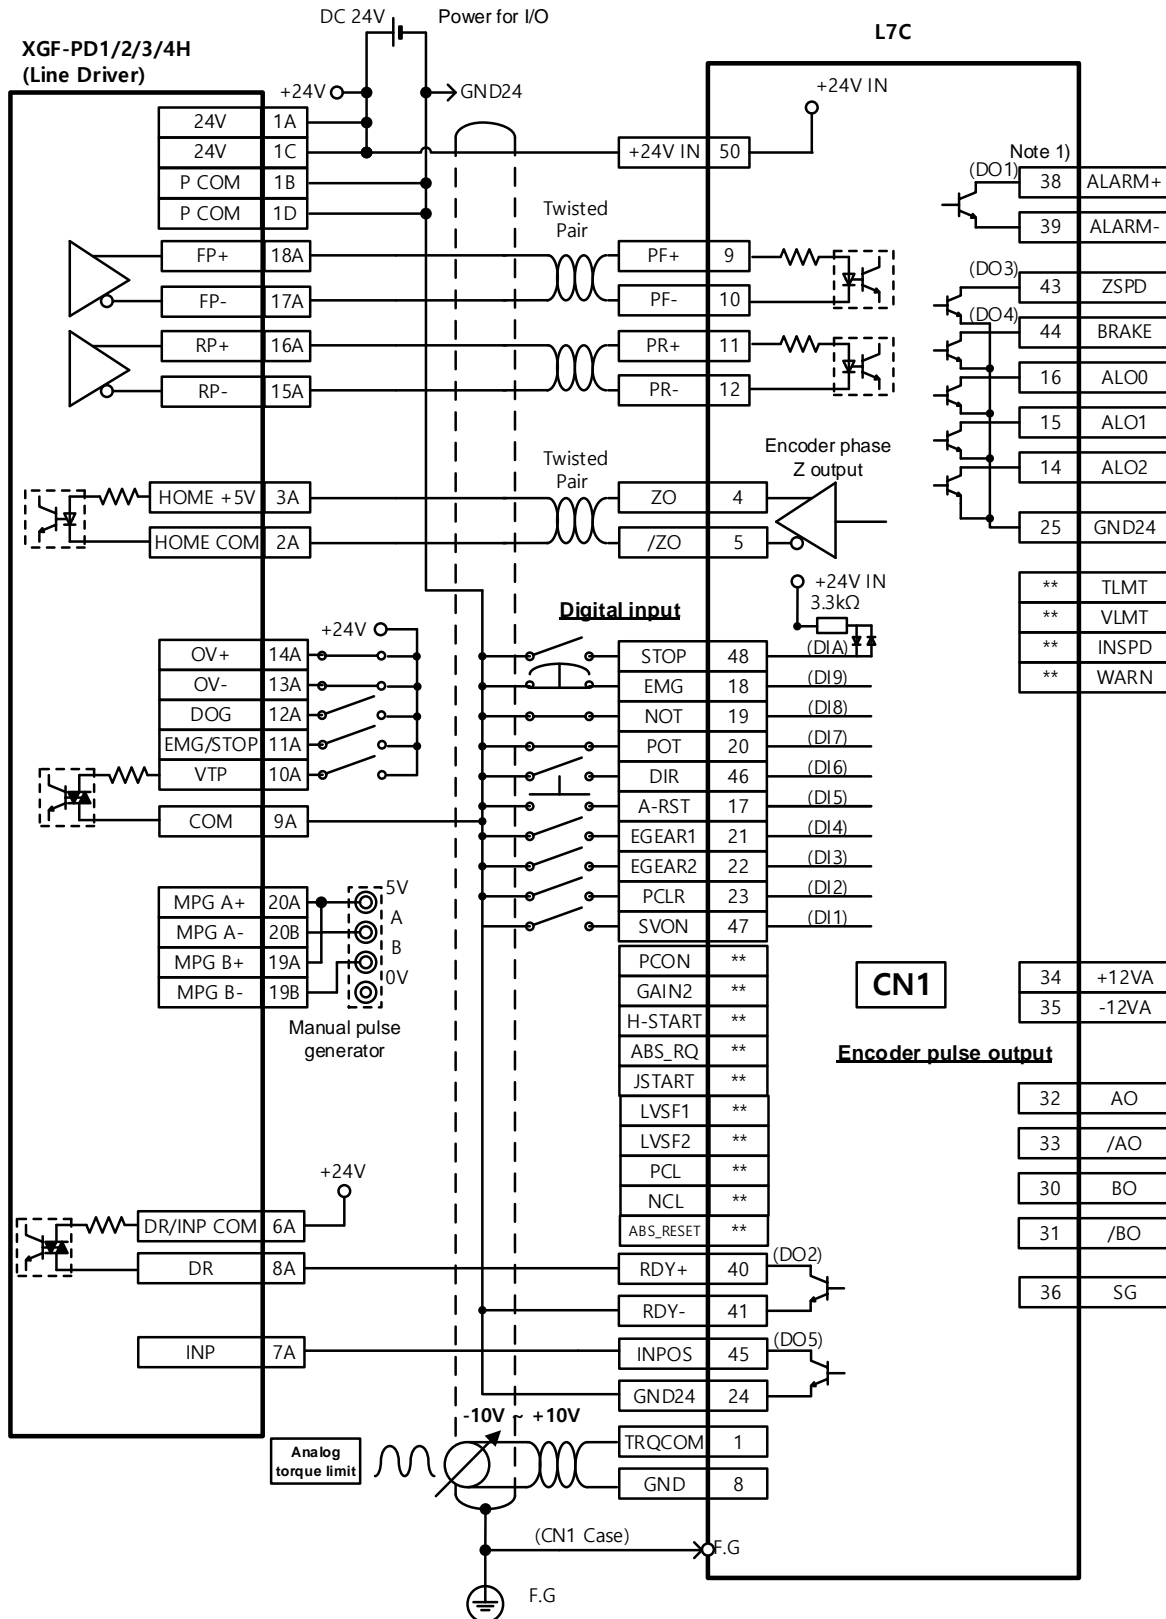 DC 24V
Power for I/O
XGF-PD1/2/3/4H
(Line Driver)
L7C
+24V
GND24
+24V IN
24V 1A
24V 1C
P COM 1B
P COM 1D
+24V IN 50
Note 1)
(DO1)
38 ALARM+
39 ALARM-
Twisted
Pair
FP+ 18A
FP- 17A
RP+ 16A
RP- 15A
PF+ 9
PF- 10
PR+ 11
PR- 12
(DO3)
43 ZSPD
(DO4)
44 BRAKE
16 ALO0
15 ALO1
14 ALO2
25 GND24
Twisted
Pair
Encoder phase
Z output
HOME +5V 3A
HOME COM 2A
ZO 4
/ZO 5
** TLMT
** VLMT
** INSPD
** WARN
+24V IN
3.3kΩ
Digital input
+24V
OV+ 14A
OV- 13A
DOG 12A
EMG/STOP 11A
VTP 10A
COM 9A
STOP 48 (DIA)
EMG 18 (DI9)
NOT 19 (DI8)
POT 20 (DI7)
DIR 46 (DI6)
A-RST 17 (DI5)
EGEAR1 21 (DI4)
EGEAR2 22 (DI3)
PCLR 23 (DI2)
SVON 47 (DI1)
MPG A+ 20A
MPG A- 20B
MPG B+ 19A
MPG B- 19B
5V
A
B
0V
Manual pulse
generator
PCON **
GAIN2 **
H-START **
ABS_RQ **
JSTART **
LVSF1 **
LVSF2 **
PCL **
NCL **
ABS_RESET **
CN1
34 +12VA
35 -12VA
Encoder pulse output
32 AO
33 /AO
30 BO
31 /BO
36 SG
+24V
DR/INP COM 6A
DR 8A
INP 7A
RDY+ 40
(DO2)
RDY- 41
INPOS 45
(DO5)
GND24 24
-10V ~ +10V
Analog
torque limit
TRQCOM 1
GND 8
(CN1 Case)
F.G
F.G